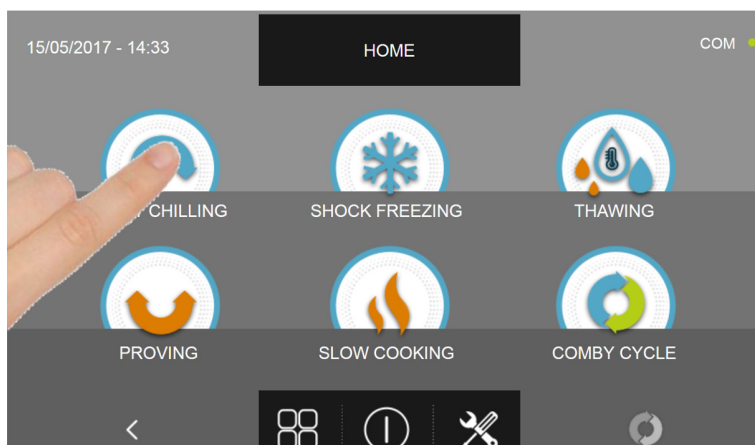 15/05/2017 - 14:33
HOME
COM
CHILLING
SHOCK FREEZING
THAWING
PROVING
SLOW COOKING
COMBY CYCLE